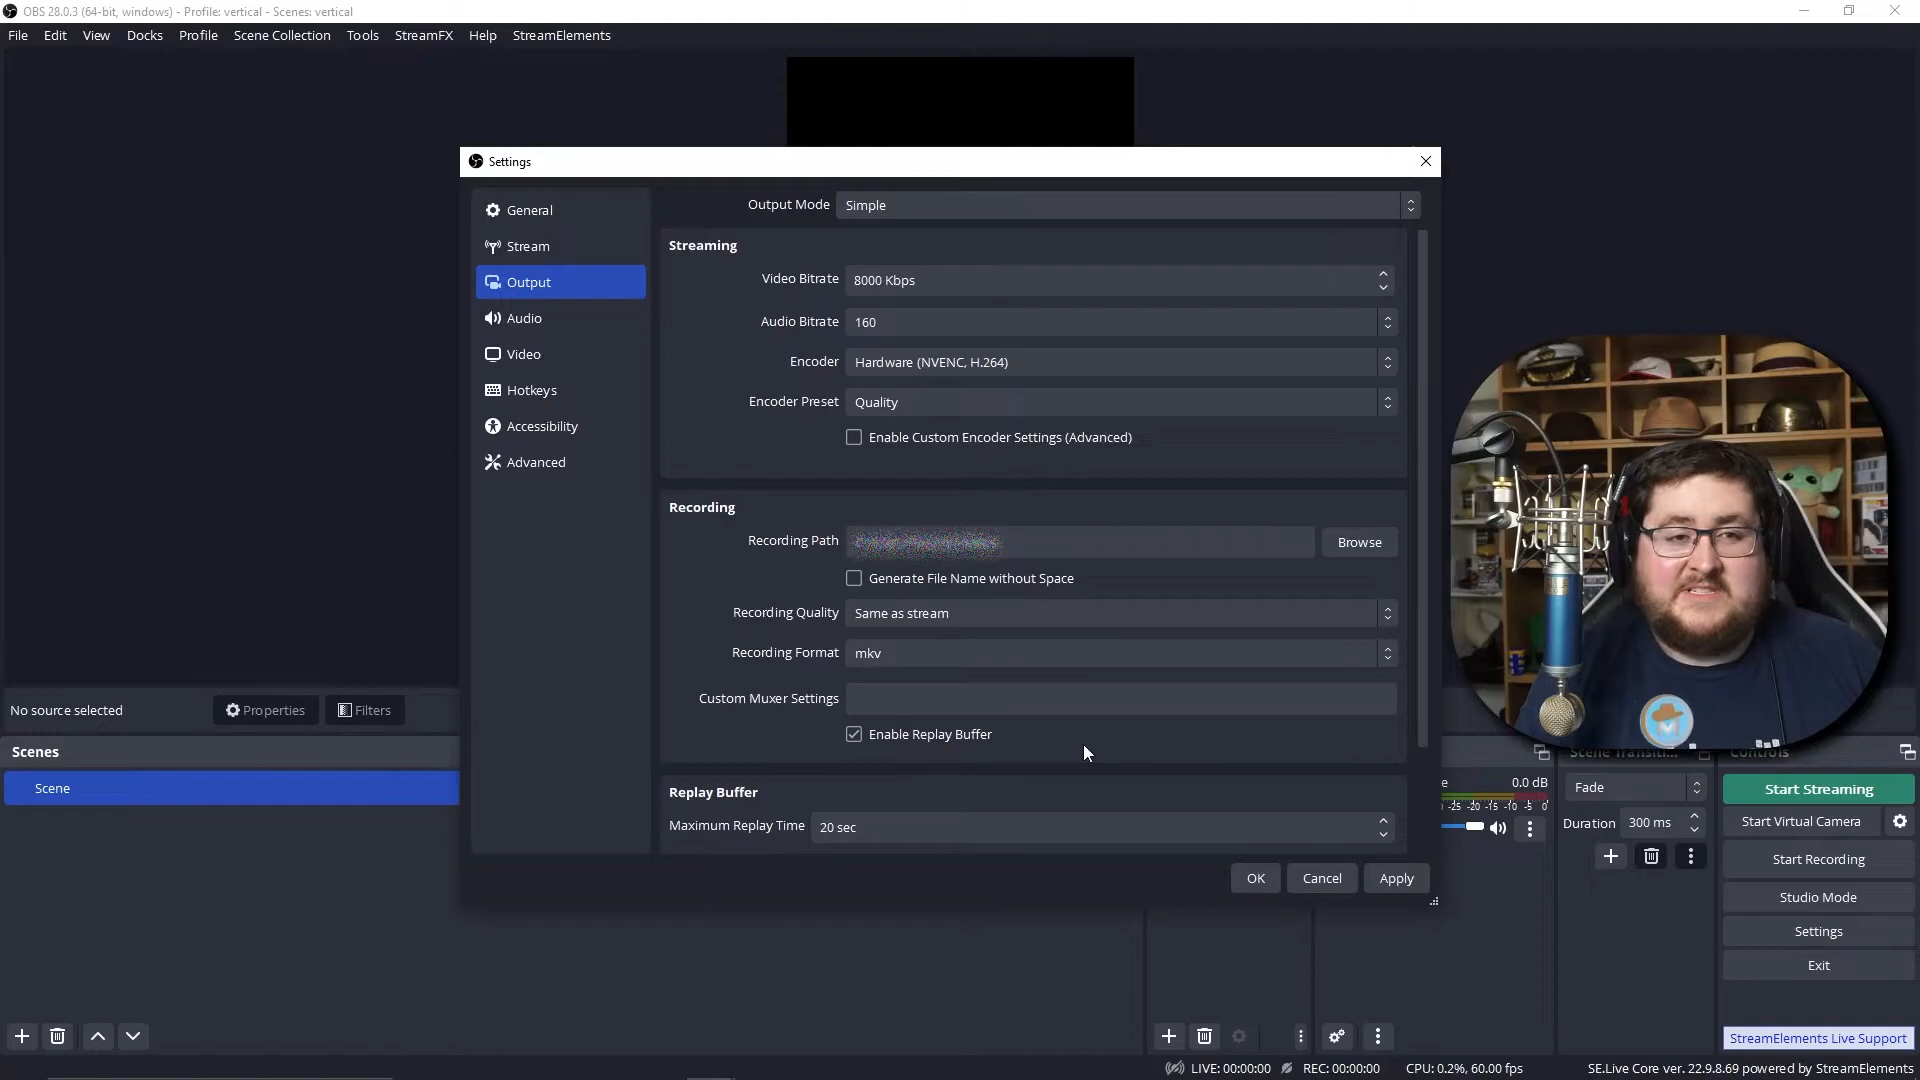 OBS 28.0.3 (64-bit, windows) - Profile: vertical - Scenes: vertical
File Edit View Docks Profile Scene Collection Tools StreamFX Help StreamElements
Settings
General
Stream
Output
Audio
Video
Hotkeys
Accessibility
Advanced
Output Mode Simple
Streaming
Video Bitrate 8000 Kbps
Audio Bitrate 160
Encoder Hardware (NVENC, H.264)
Encoder Preset Quality
Enable Custom Encoder Settings (Advanced)
Recording
Recording Path Browse
Generate File Name without Space
Recording Quality Same as stream
Recording Format mkv
Custom Muxer Settings
Enable Replay Buffer
Replay Buffer
Maximum Replay Time 20 sec
OK Cancel Apply
No source selected Properties Filters
Scenes
Scene
e 0.0 dB
-25 -20 -15 -10 -5 0
Scene Transiti...
Fade
Duration 300 ms
Controls
Start Streaming
Start Virtual Camera
Start Recording
Studio Mode
Settings
Exit
StreamElements Live Support
LIVE: 00:00:00 REC: 00:00:00 CPU: 0.2%, 60.00 fps SE.Live Core ver. 22.9.8.69 powered by StreamElements